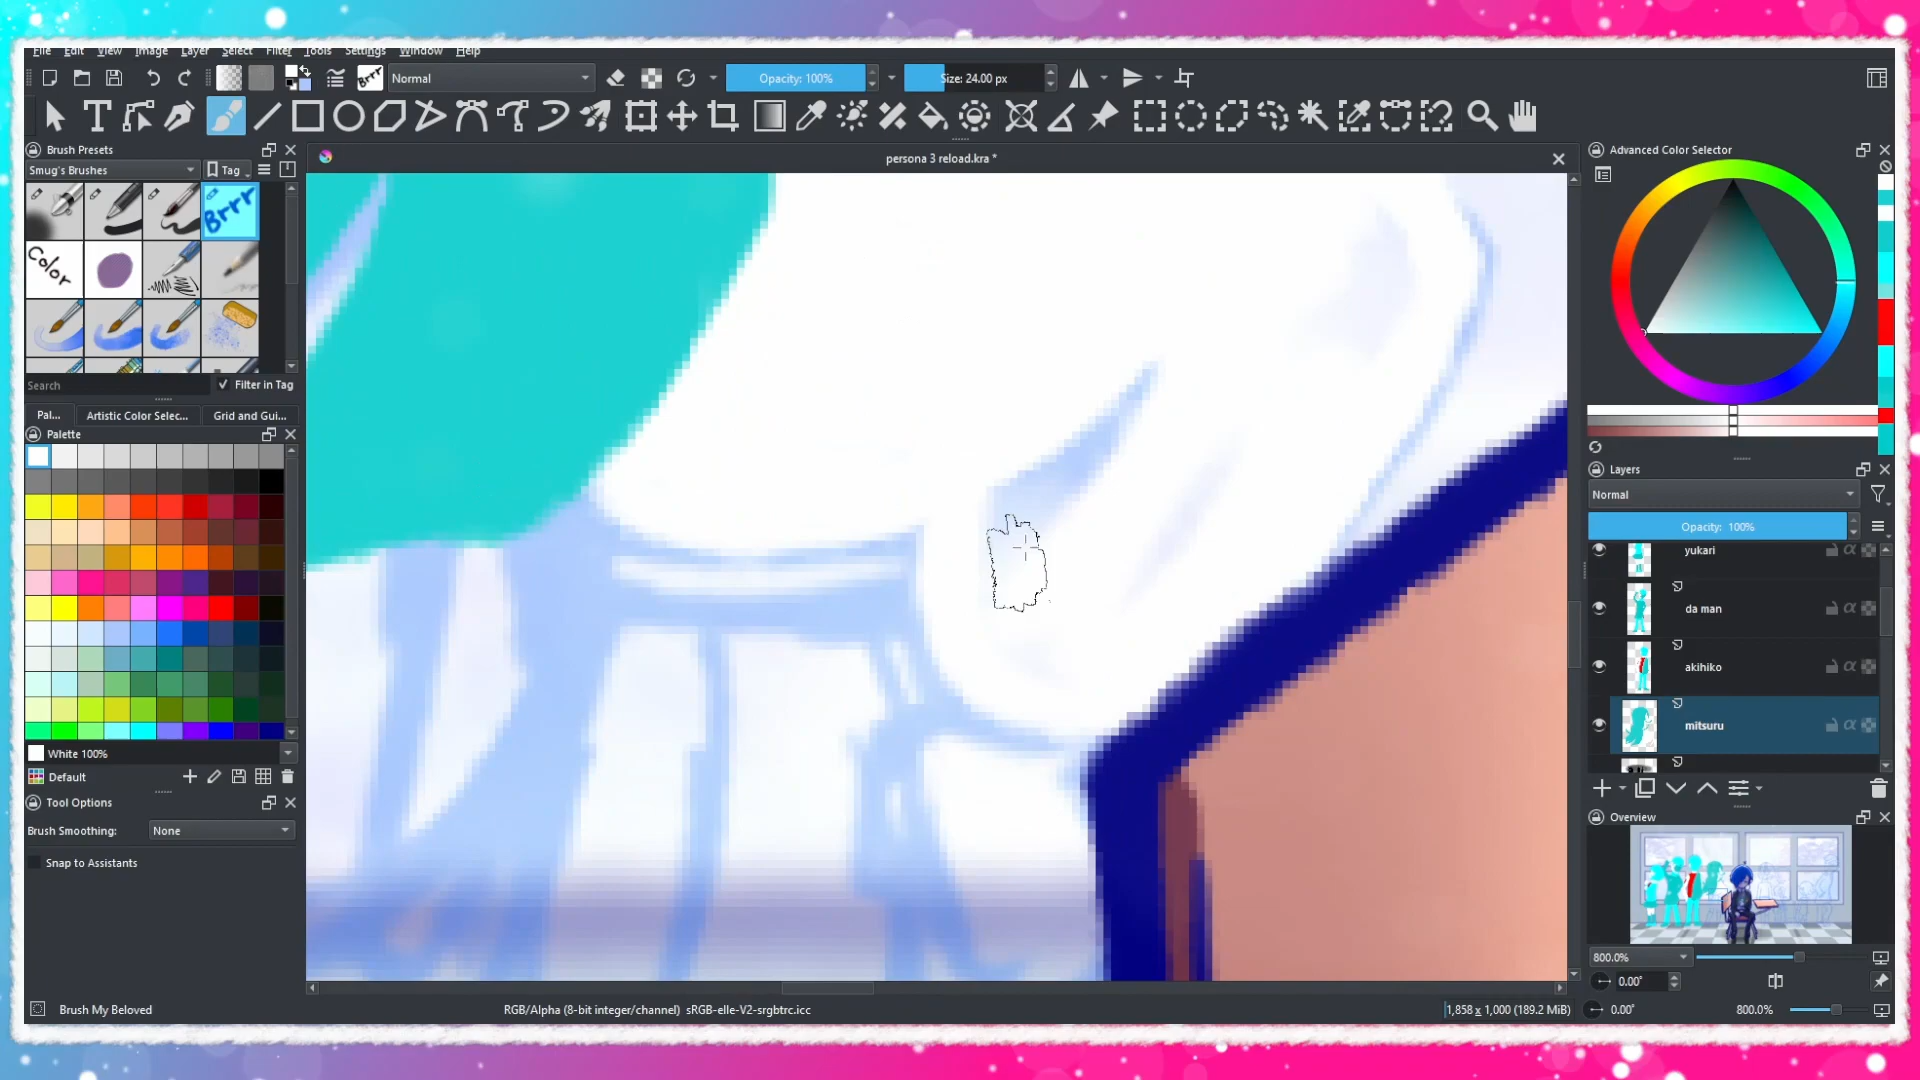 File Edit View Image Layer Select Filter Tools Settings Window Help
Brrr Normal Opacity: 100% Size: 24.00 px
T
Brush Presets
persona 3 reload.kra *
Advanced Color Selector
Smug's Brushes Tag
Brrr
Color
Search Filter in Tag
Pal... Artistic Color Selec... Grid and Gui...
Palette
Layers
Normal
Opacity: 100%
yukari
da man
akihiko
mitsuru
White 100%
Default
Tool Options
Overview
Brush Smoothing: None
Snap to Assistants
800.0%
0.00°
Brush My Beloved RGB/Alpha (8-bit integer/channel) sRGB-elle-V2-srgbtrc.icc 1,858 x 1,000 (189.2 MiB) 0.00° 800.0%